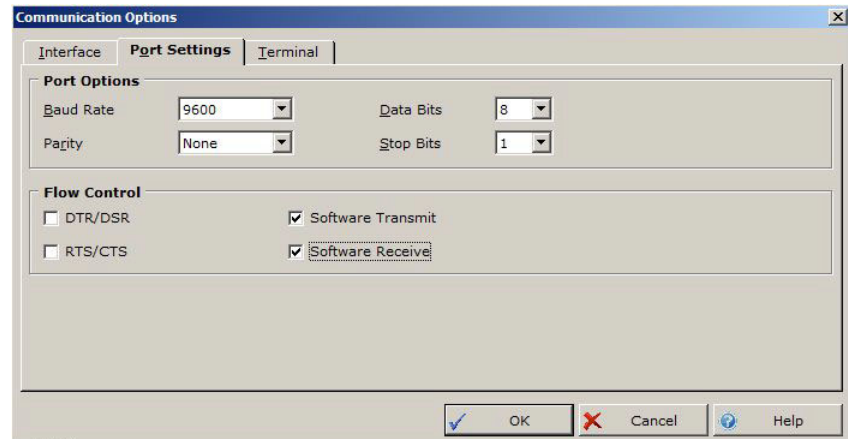 Communication Options
Interface Port Settings Terminal
Port Options
Baud Rate 9600 Data Bits 8
Parity None Stop Bits 1
Flow Control
DTR/DSR Software Transmit
RTS/CTS Software Receive
OK Cancel Help